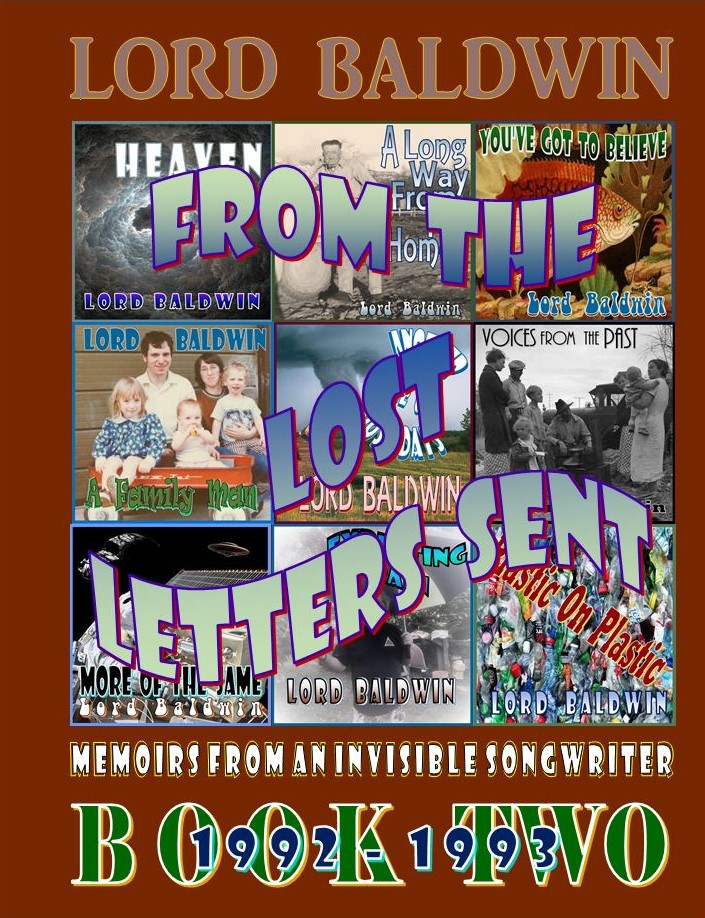 LORD BALDWIN
HEAVEN
LORD BALDWIN
A Long
Way
From
Home
Lord Baldwin
YOU'VE GOT TO BELIEVE
Lord Baldwin
FROM THE
LORD BALDWIN
A Family Man
DAYS
LORD BALDWIN
VOICES FROM THE PAST
LOST
MORE OF THE SAME
Lord Baldwin
LORD BALDWIN
Plastic On Plastic
LORD BALDWIN
LETTERS SENT
MEMOIRS FROM AN INVISIBLE SONGWRITER
BOOK TWO
1992 - 1993